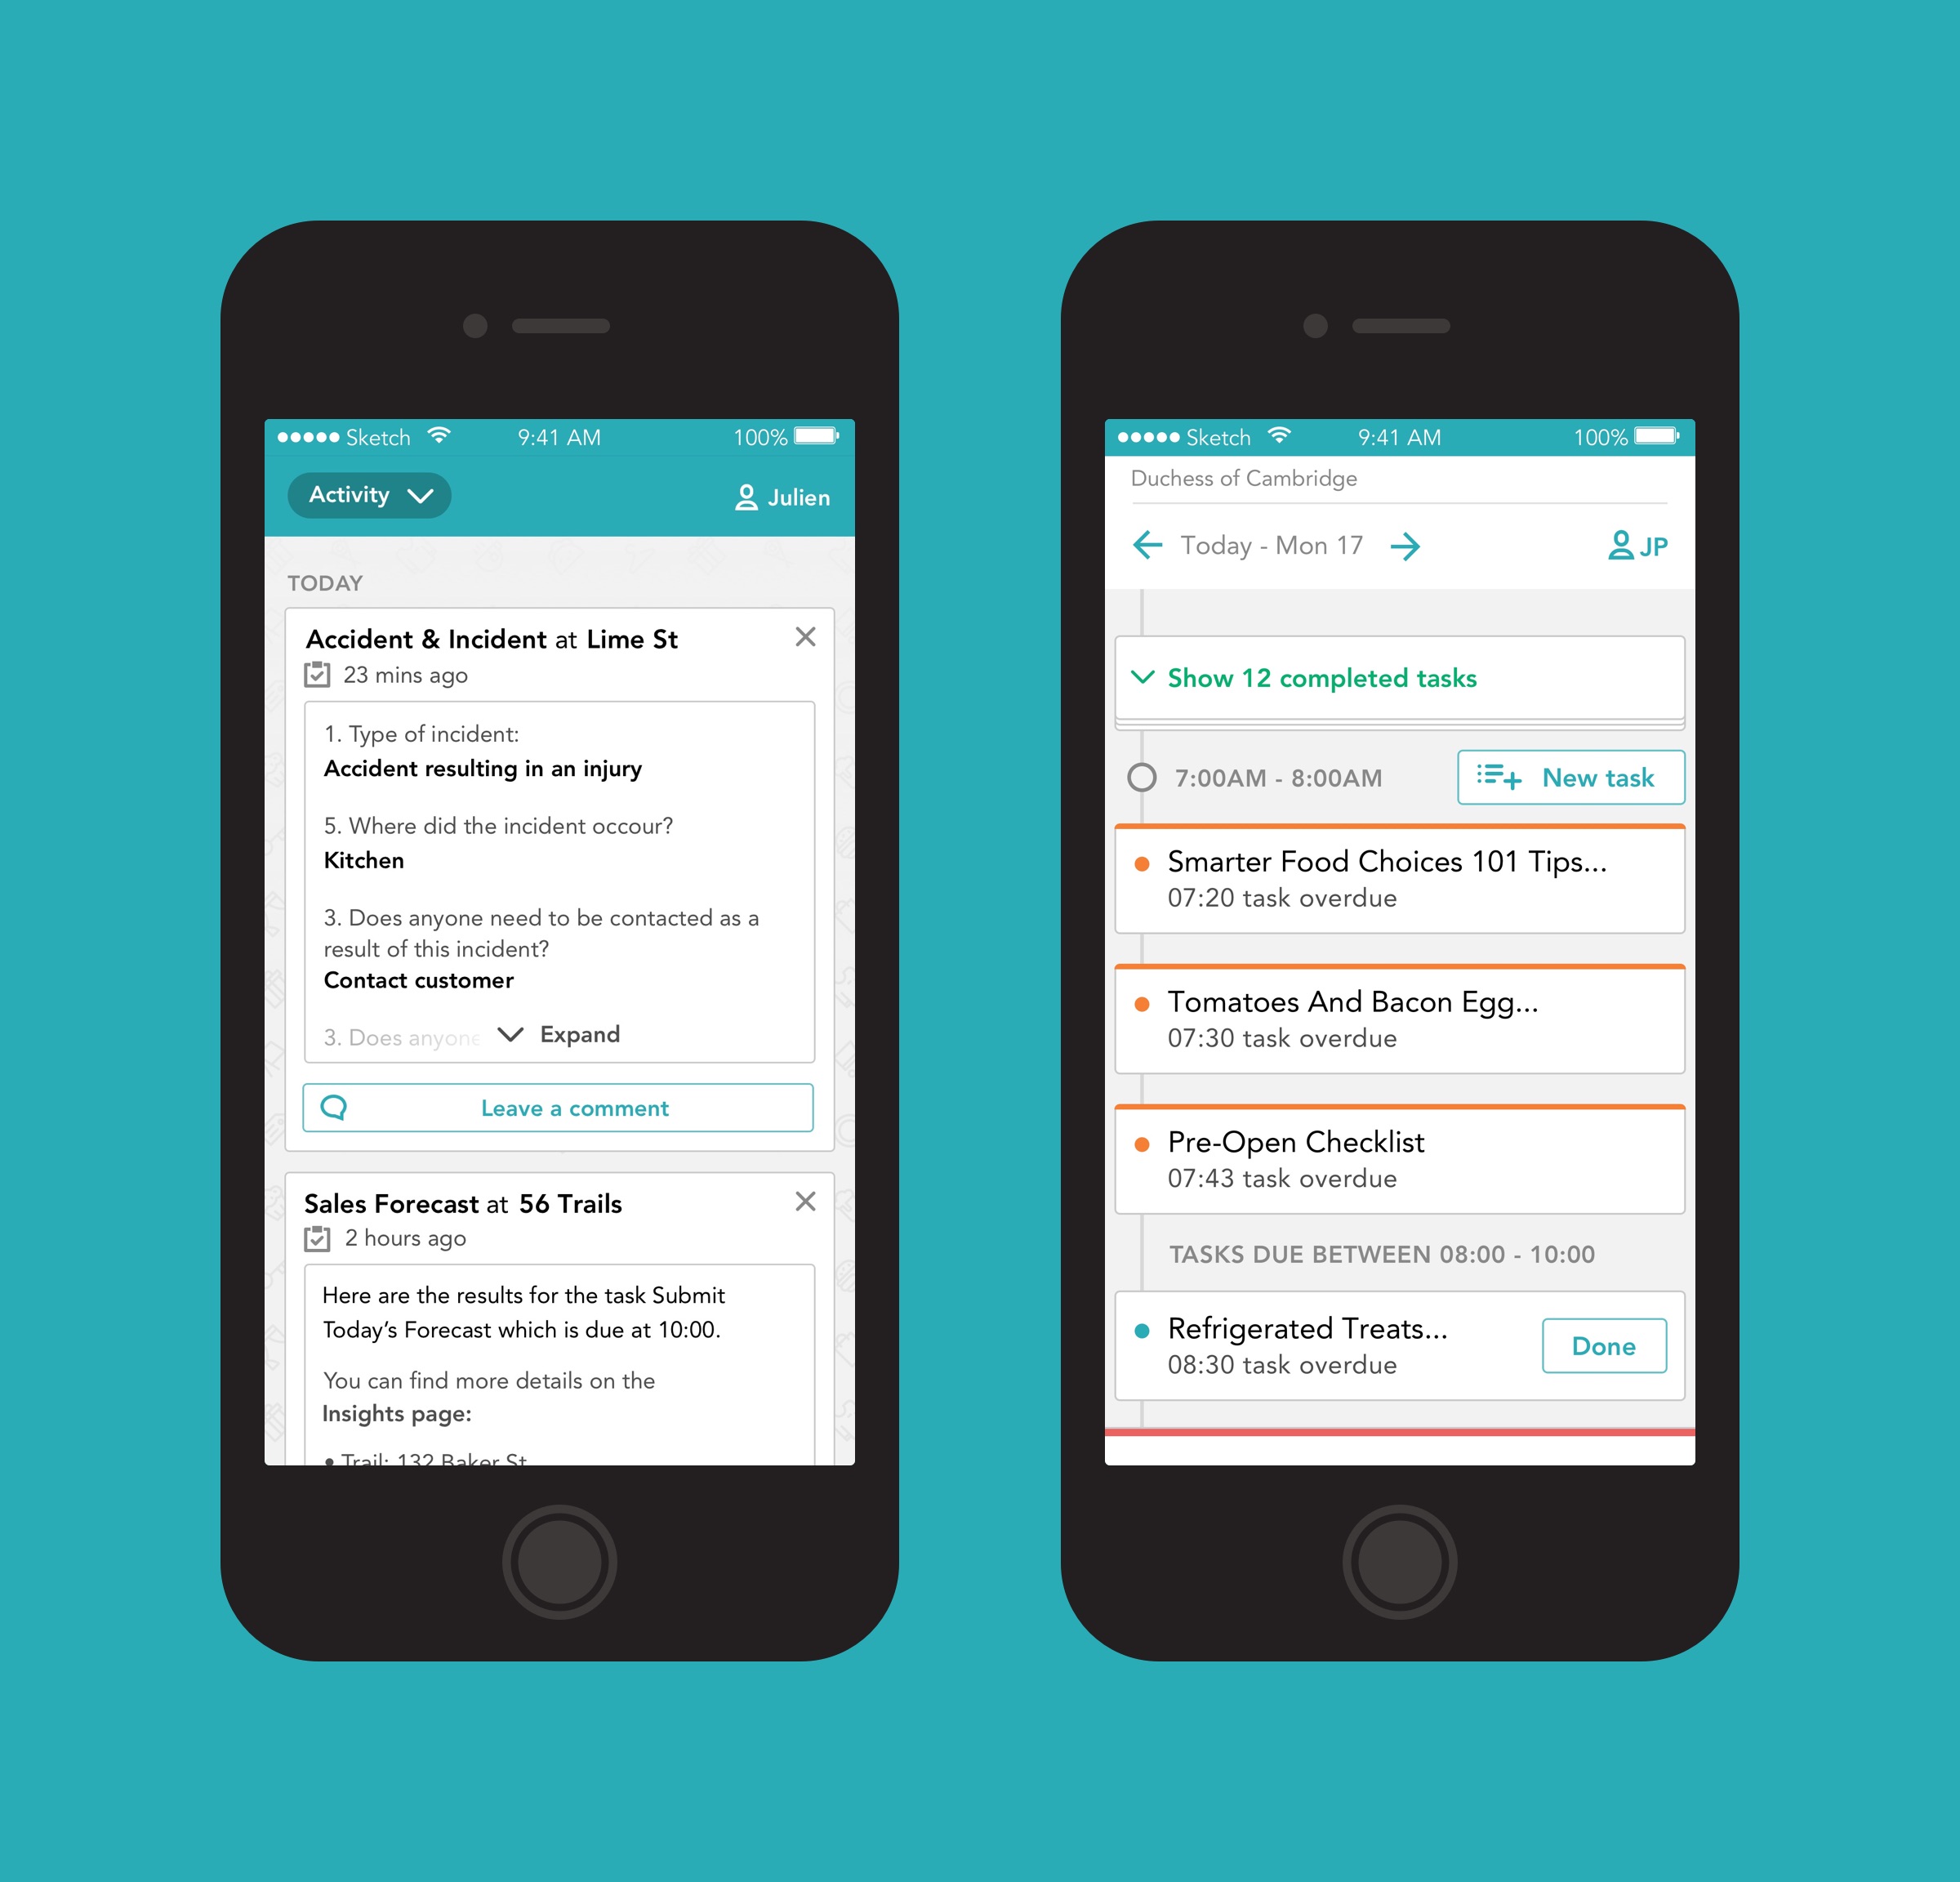 Sketch 9:41 AM 100%
Activity Julien
TODAY
Accident & Incident at Lime St
23 mins ago
1. Type of incident:
Accident resulting in an injury
5. Where did the incident occour?
Kitchen
3. Does anyone need to be contacted as a
result of this incident?
Contact customer
3. Does anyone Expand
Leave a comment
Sales Forecast at 56 Trails
2 hours ago
Here are the results for the task Submit
Today's Forecast which is due at 10:00.
You can find more details on the
Insights page:
• Trail: 132 Baker St
Sketch 9:41 AM 100%
Duchess of Cambridge
Today - Mon 17 JP
Show 12 completed tasks
7:00AM - 8:00AM New task
Smarter Food Choices 101 Tips...
07:20 task overdue
Tomatoes And Bacon Egg...
07:30 task overdue
Pre-Open Checklist
07:43 task overdue
TASKS DUE BETWEEN 08:00 - 10:00
Refrigerated Treats...
08:30 task overdue
Done